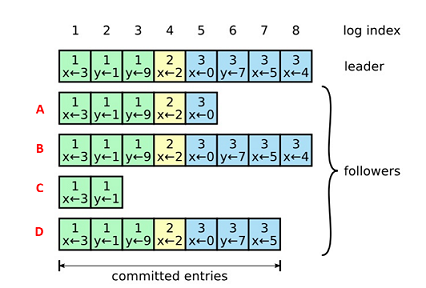 1 2 3 4 5 6 7 8 log index
1 1 1 2 3 3 3 3
x←3 y←1 y←9 x←2 x←0 y←7 x←5 x←4 leader
A
1 1 1 2 3
x←3 y←1 y←9 x←2 x←0
B
1 1 1 2 3 3 3 3
x←3 y←1 y←9 x←2 x←0 y←7 x←5 x←4
followers
C
1 1
x←3 y←1
D
1 1 1 2 3 3 3
x←3 y←1 y←9 x←2 x←0 y←7 x←5
committed entries